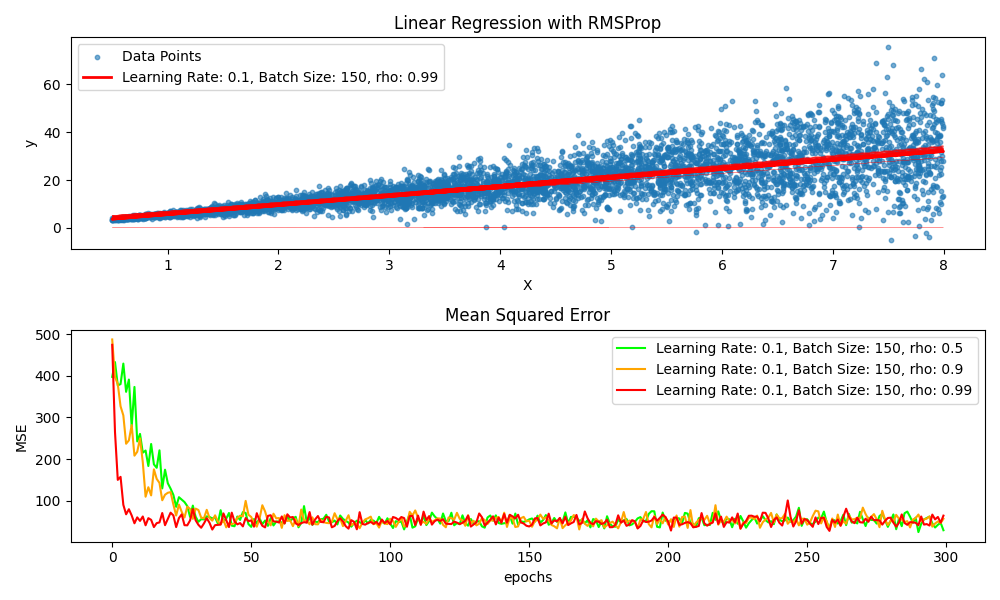 Linear Regression with RMSProp
Data Points
Learning Rate: 0.1, Batch Size: 150, rho: 0.99
y
60
40
20
0
1 2 3 4 5 6 7 8
X
Mean Squared Error
Learning Rate: 0.1, Batch Size: 150, rho: 0.5
Learning Rate: 0.1, Batch Size: 150, rho: 0.9
Learning Rate: 0.1, Batch Size: 150, rho: 0.99
MSE
500
400
300
200
100
0 50 100 150 200 250 300
epochs